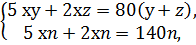 5 xy + 2xz = 80(y + z),
5 xn + 2xn = 140n,